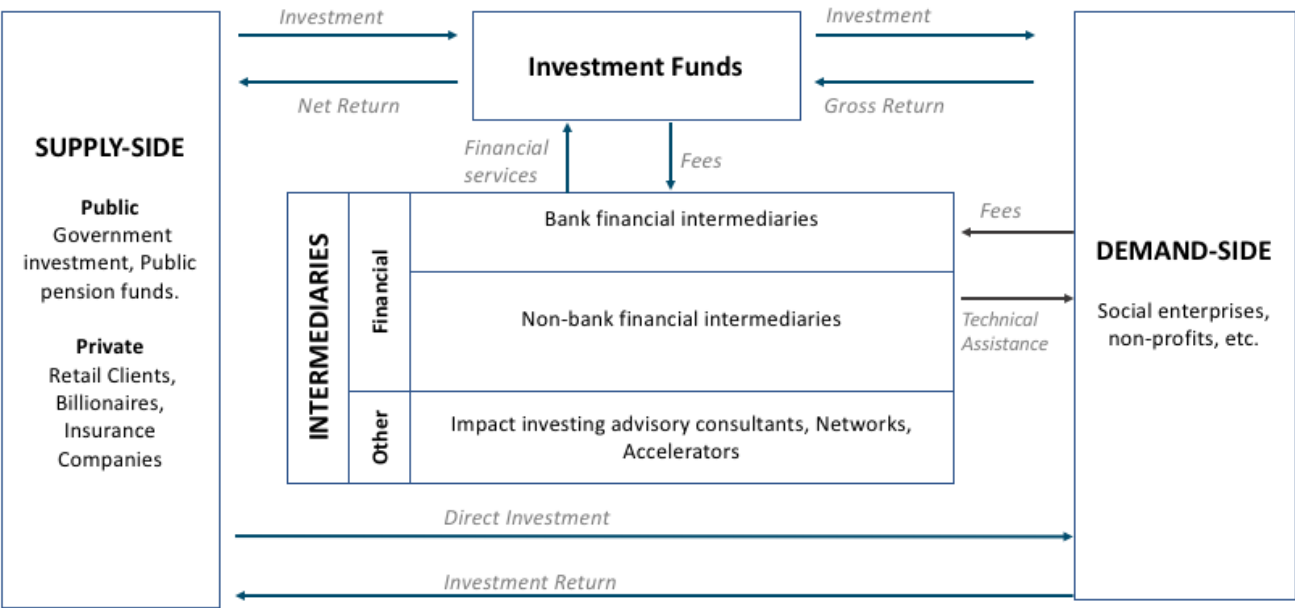 Investment
Investment
Investment Funds
Net Return
Gross Return
SUPPLY-SIDE
Public
Government
investment, Public
pension funds.
Private
Retail Clients,
Billionaires,
Insurance
Companies
Financial
services
Fees
INTERMEDIARIES
Financial
Bank financial intermediaries
Non-bank financial intermediaries
Other
Impact investing advisory consultants, Networks,
Accelerators
Fees
Technical
Assistance
DEMAND-SIDE
Social enterprises,
non-profits, etc.
Direct Investment
Investment Return